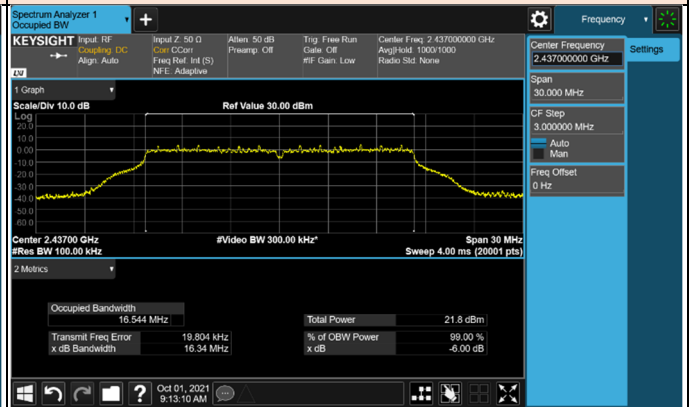 Spectrum Analyzer 1
Occupied BW
Frequency
KEYSIGHT
Input: RF
Coupling: DC
Align: Auto
Input Z: 50 Ω
Corr CCorr
Freq Ref: Int (S)
NFE: Adaptive
Atten: 50 dB
Preamp: Off
Trig: Free Run
Gate: Off
#IF Gain: Low
Center Freq: 2.437000000 GHz
Avg|Hold: 1000/1000
Radio Std: None
LXI
1 Graph
Scale/Div 10.0 dB
Ref Value 30.00 dBm
Log
20.0
10.0
0.00
-10.0
-20.0
-30.0
-40.0
-50.0
-60.0
Center 2.43700 GHz
#Video BW 300.00 kHz*
Span 30 MHz
#Res BW 100.00 kHz
Sweep 4.00 ms (20001 pts)
2 Metrics
Occupied Bandwidth
16.544 MHz
Total Power
21.8 dBm
Transmit Freq Error
19.804 kHz
% of OBW Power
99.00 %
x dB Bandwidth
16.34 MHz
x dB
-6.00 dB
Oct 01, 2021
9:13:10 AM
Center Frequency
2.437000000 GHz
Settings
Span
30.000 MHz
CF Step
3.000000 MHz
Auto
Man
Freq Offset
0 Hz